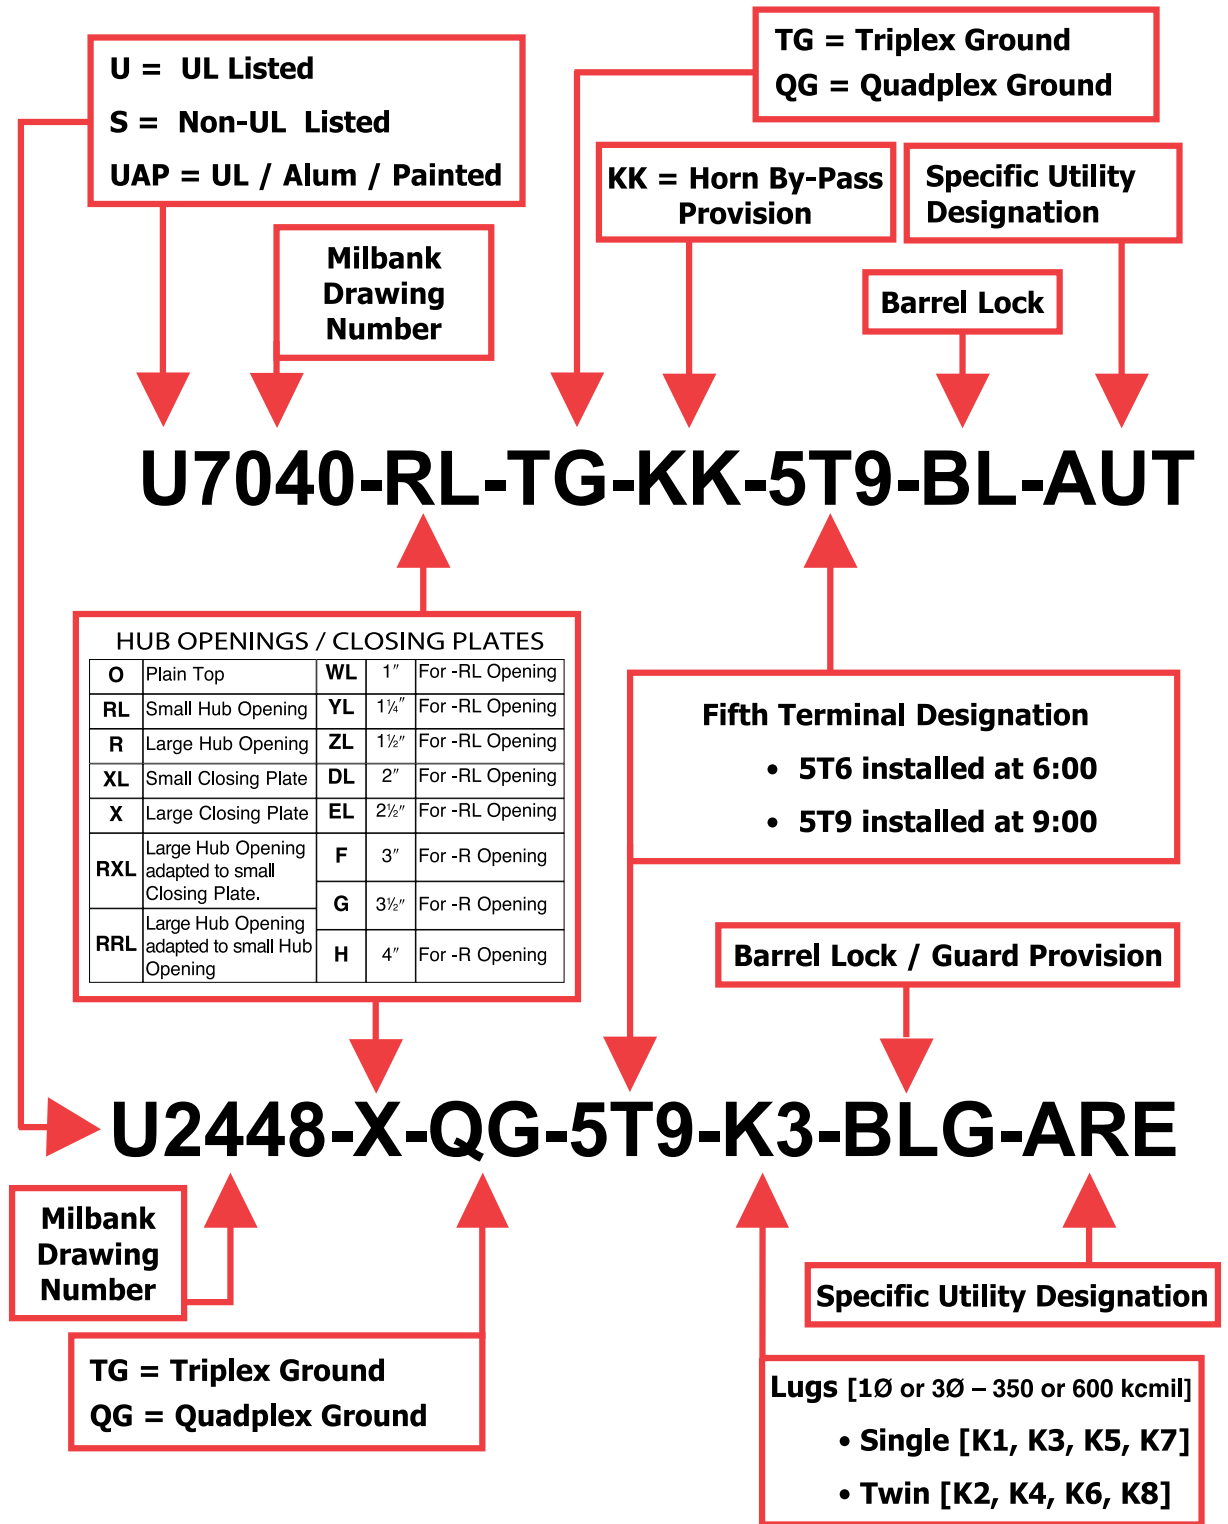 U = UL Listed
S = Non-UL Listed
UAP = UL / Alum / Painted
TG = Triplex Ground
QG = Quadplex Ground
KK = Horn By-Pass
Provision
Specific Utility
Designation
Milbank
Drawing
Number
Barrel Lock
U7040-RL-TG-KK-5T9-BL-AUT
HUB OPENINGS / CLOSING PLATES
O Plain Top WL 1″ For -RL Opening
RL Small Hub Opening YL 1¼″ For -RL Opening
R Large Hub Opening ZL 1½″ For -RL Opening
XL Small Closing Plate DL 2″ For -RL Opening
X Large Closing Plate EL 2½″ For -RL Opening
RXL Large Hub Opening
adapted to small
Closing Plate.
F 3″ For -R Opening
G 3½″ For -R Opening
RRL Large Hub Opening
adapted to small Hub
Opening
H 4″ For -R Opening
Fifth Terminal Designation
• 5T6 installed at 6:00
• 5T9 installed at 9:00
Barrel Lock / Guard Provision
U2448-X-QG-5T9-K3-BLG-ARE
Milbank
Drawing
Number
Specific Utility Designation
TG = Triplex Ground
QG = Quadplex Ground
Lugs [1Ø or 3Ø – 350 or 600 kcmil]
• Single [K1, K3, K5, K7]
• Twin [K2, K4, K6, K8]